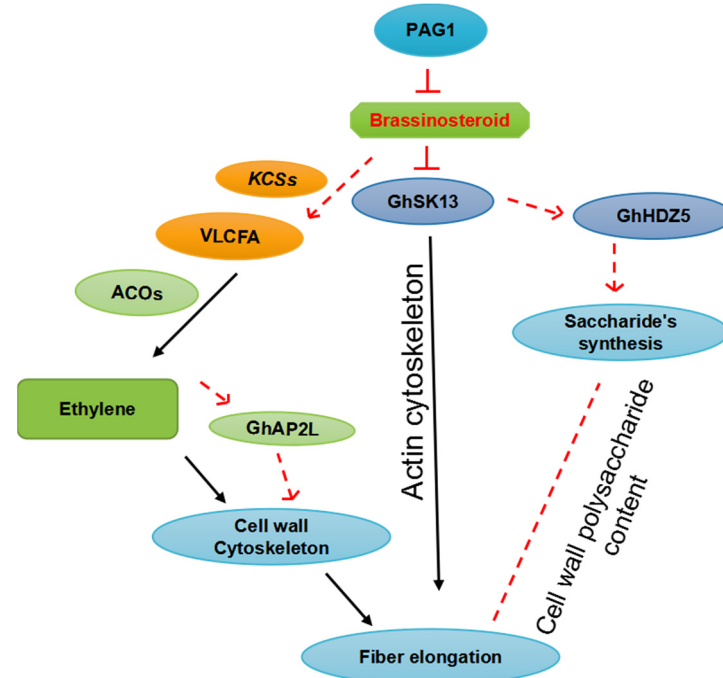 PAG1
Brassinosteroid
KCSs
GhSK13
GhHDZ5
VLCFA
ACOs
Saccharide's
synthesis
Actin cytoskeleton
Ethylene
GhAP2L
Cell wall polysaccharide
content
Cell wall
Cytoskeleton
Fiber elongation